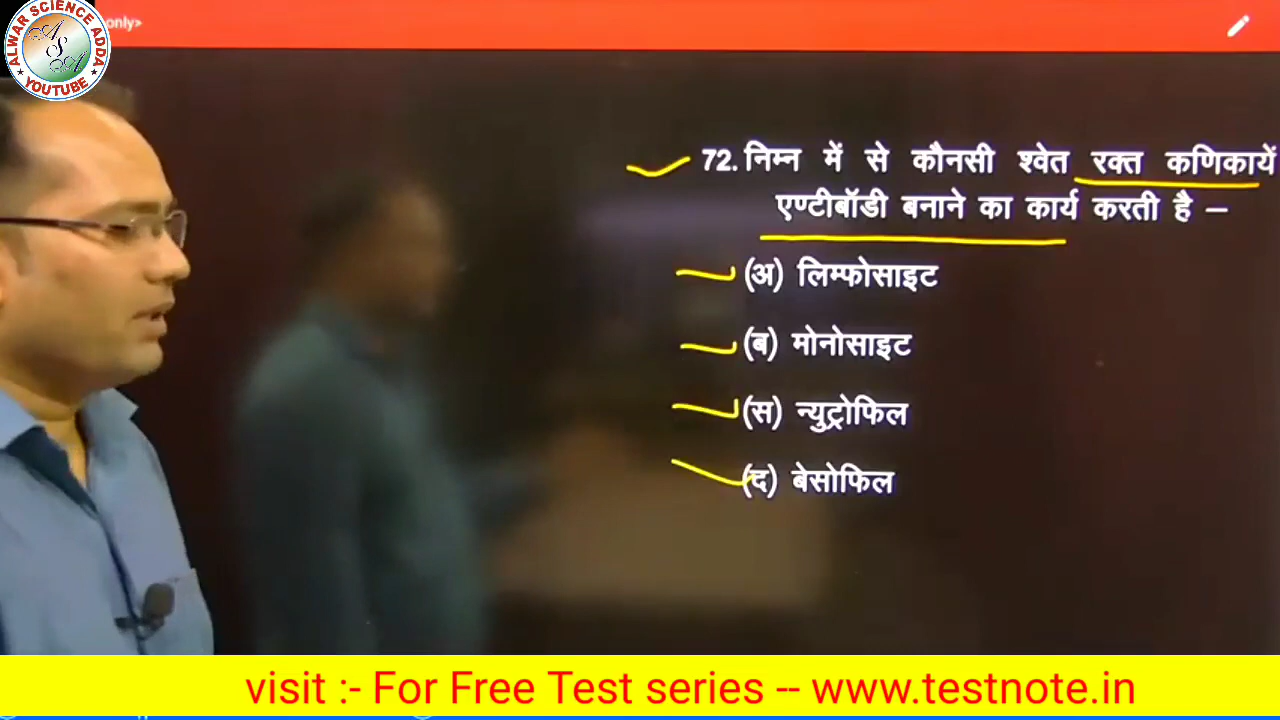 only>
ALWAR SCIENCE ADDA
ASA
YOUTUBE
72. निम्न में से कौनसी श्वेत रक्त कणिकायें
एण्टीबॉडी बनाने का कार्य करती है –
(अ) लिम्फोसाइट
(ब) मोनोसाइट
(स) न्युट्रोफिल
(द) बेसोफिल
visit :- For Free Test series -- www.testnote.in